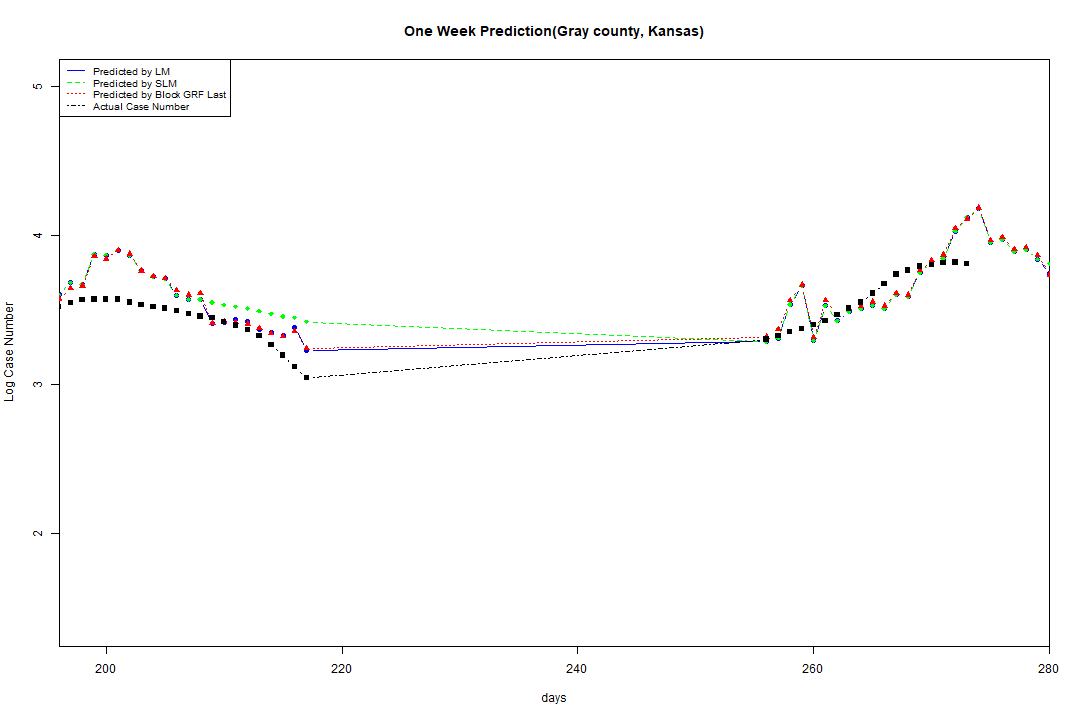 One Week Prediction(Gray county, Kansas)
Predicted by LM
Predicted by SLM
Predicted by Block GRF Last
Actual Case Number
5
4
3
2
Log Case Number
200 220 240 260 280
days